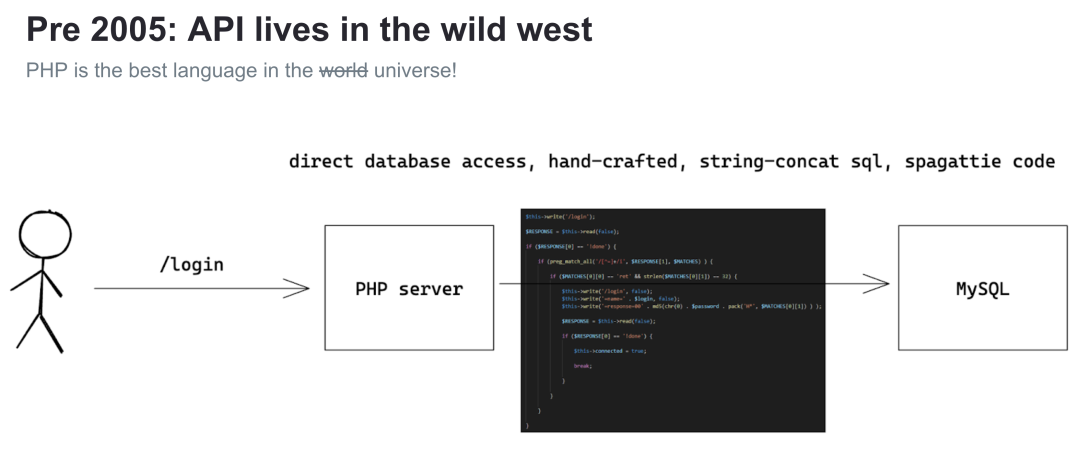 Pre 2005: API lives in the wild west
PHP is the best language in the world universe!
direct database access, hand-crafted, string-concat sql, spagattie code
/login
PHP server
$this->write('/login');
$RESPONSE = $this->read(false);
if ($RESPONSE[0] == '!done') {
if (preg_match_all('/[^=]+/i', $RESPONSE[1], $MATCHES) ) {
if ($MATCHES[0][0] == 'ret' && strlen($MATCHES[0][1]) == 32) {
$this->write('/login', false);
$this->write('=name=' . $login, false);
$this->write('=response=00' . md5(chr(0) . $password . pack('H*', $MATCHES[0][1]) ) );
$RESPONSE = $this->read(false);
if ($RESPONSE[0] == '!done') {
$this->connected = true;
break;
}
}
}
}
MySQL